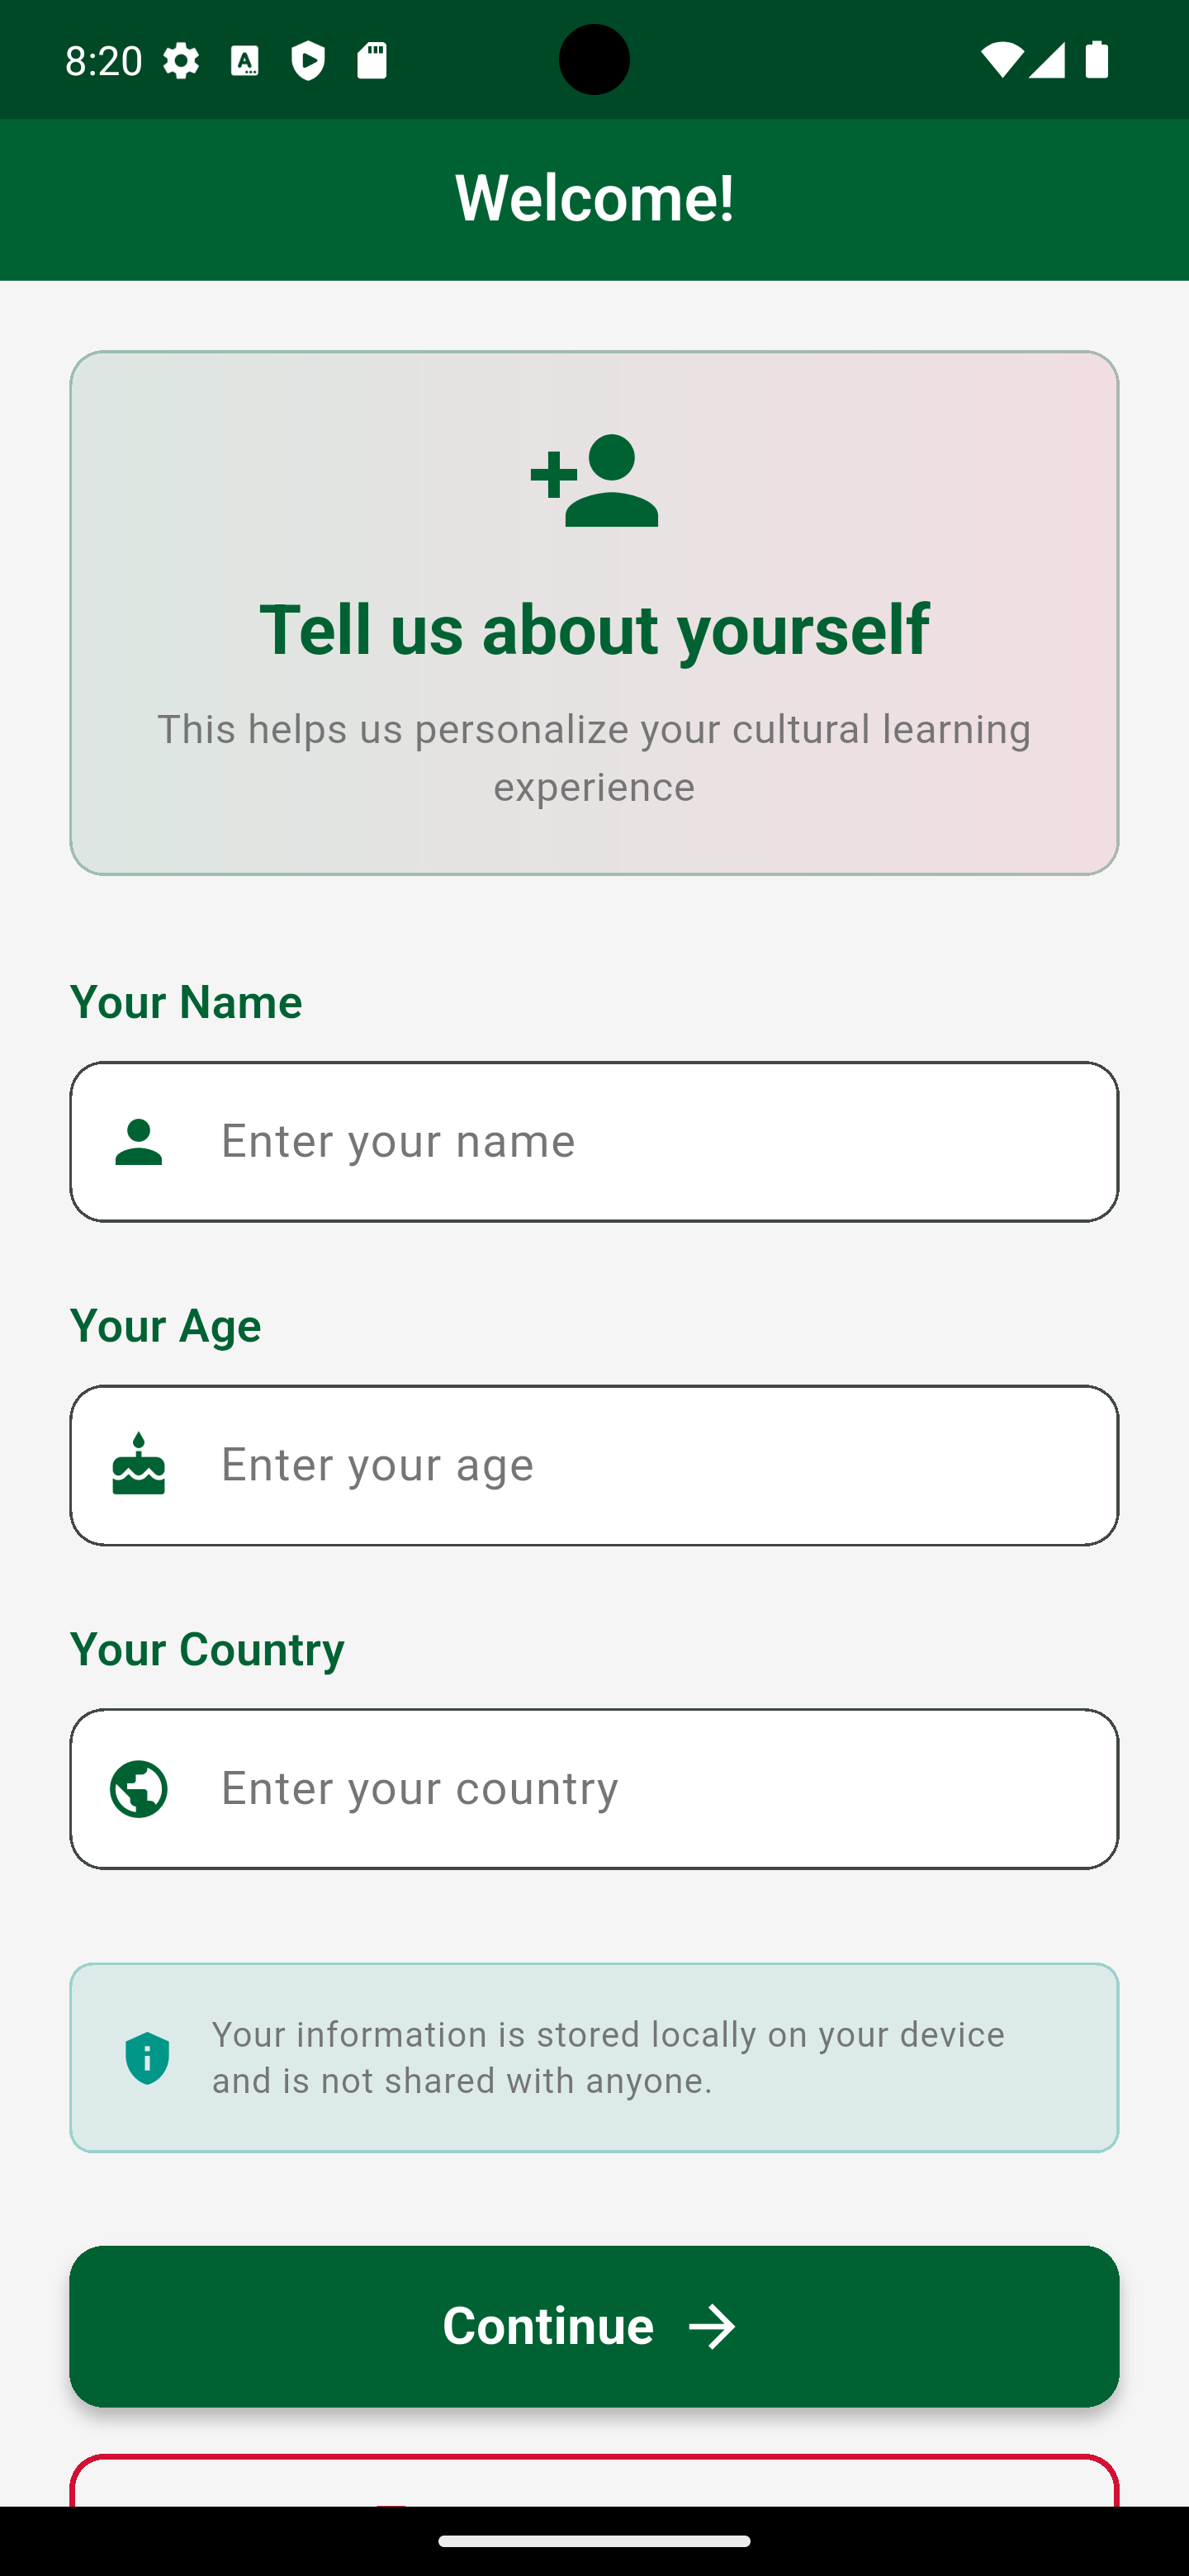 8:20
Welcome!
Tell us about yourself
This helps us personalize your cultural learning
experience
Your Name
Enter your name
Your Age
Enter your age
Your Country
Enter your country
Your information is stored locally on your device
and is not shared with anyone.
Continue